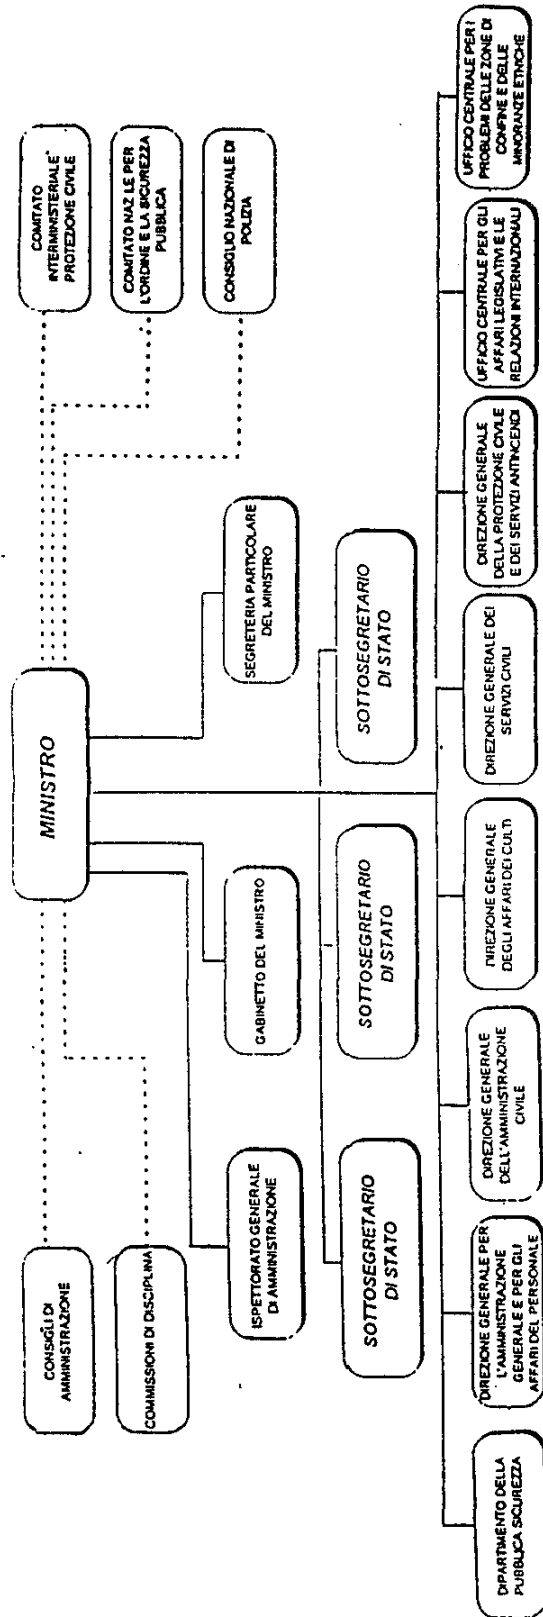 MINISTRO
CONSIGLI DI
AMMINISTRAZIONE
COMMISSIONI DI DISCIPLINA
COMITATO
INTERMINISTERIALE
PROTEZIONE CIVILE
COMITATO NAZ LE PER
L'ORDINE E LA SICUREZZA
PUBBLICA
CONSIGLIO NAZIONALE DI
POLIZIA
ISPETTORATO GENERALE
DI AMMINISTRAZIONE
GABINETTO DEL MINISTRO
SEGRETERIA PARTICOLARE
DEL MINISTRO
SOTTOSEGRETARIO
DI STATO
SOTTOSEGRETARIO
DI STATO
SOTTOSEGRETARIO
DI STATO
DIPARTIMENTO DELLA
PUBBLICA SICUREZZA
DIREZIONE GENERALE PER
L'AMMINISTRAZIONE
GENERALE E PER GLI
AFFARI DEL PERSONALE
DIREZIONE GENERALE
DELL'AMMINISTRAZIONE
CIVILE
DIREZIONE GENERALE
DEGLI AFFARI DEI CULTI
DIREZIONE GENERALE DEI
SERVIZI CIVILI
DIREZIONE GENERALE
DELLA PROTEZIONE CIVILE
E DEI SERVIZI ANTINCENDI
UFFICIO CENTRALE PER GLI
AFFARI LEGISLATIVI E LE
RELAZIONI INTERNAZIONALI
UFFICIO CENTRALE PER I
PROBLEMI DELLE ZONE DI
CONFINE E DELLE
MINORANZE ETNICHE